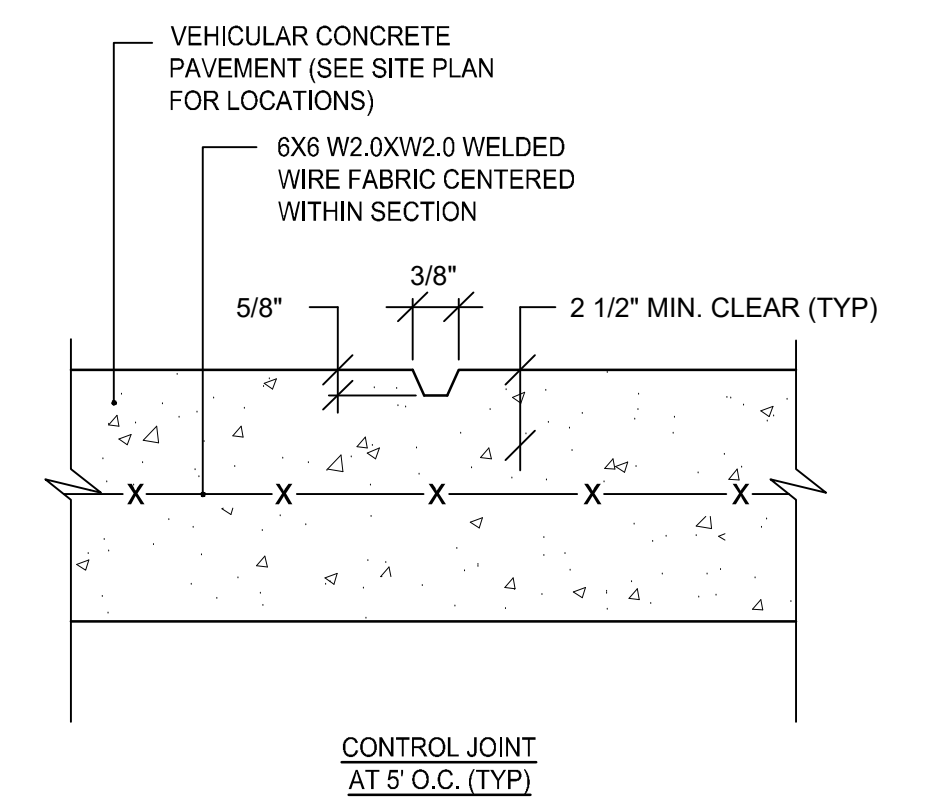 VEHICULAR CONCRETE
PAVEMENT (SEE SITE PLAN
FOR LOCATIONS)
6X6 W2.0XW2.0 WELDED
WIRE FABRIC CENTERED
WITHIN SECTION
3/8"
5/8"
2 1/2" MIN. CLEAR (TYP)
X X X X X
CONTROL JOINT
AT 5' O.C. (TYP)